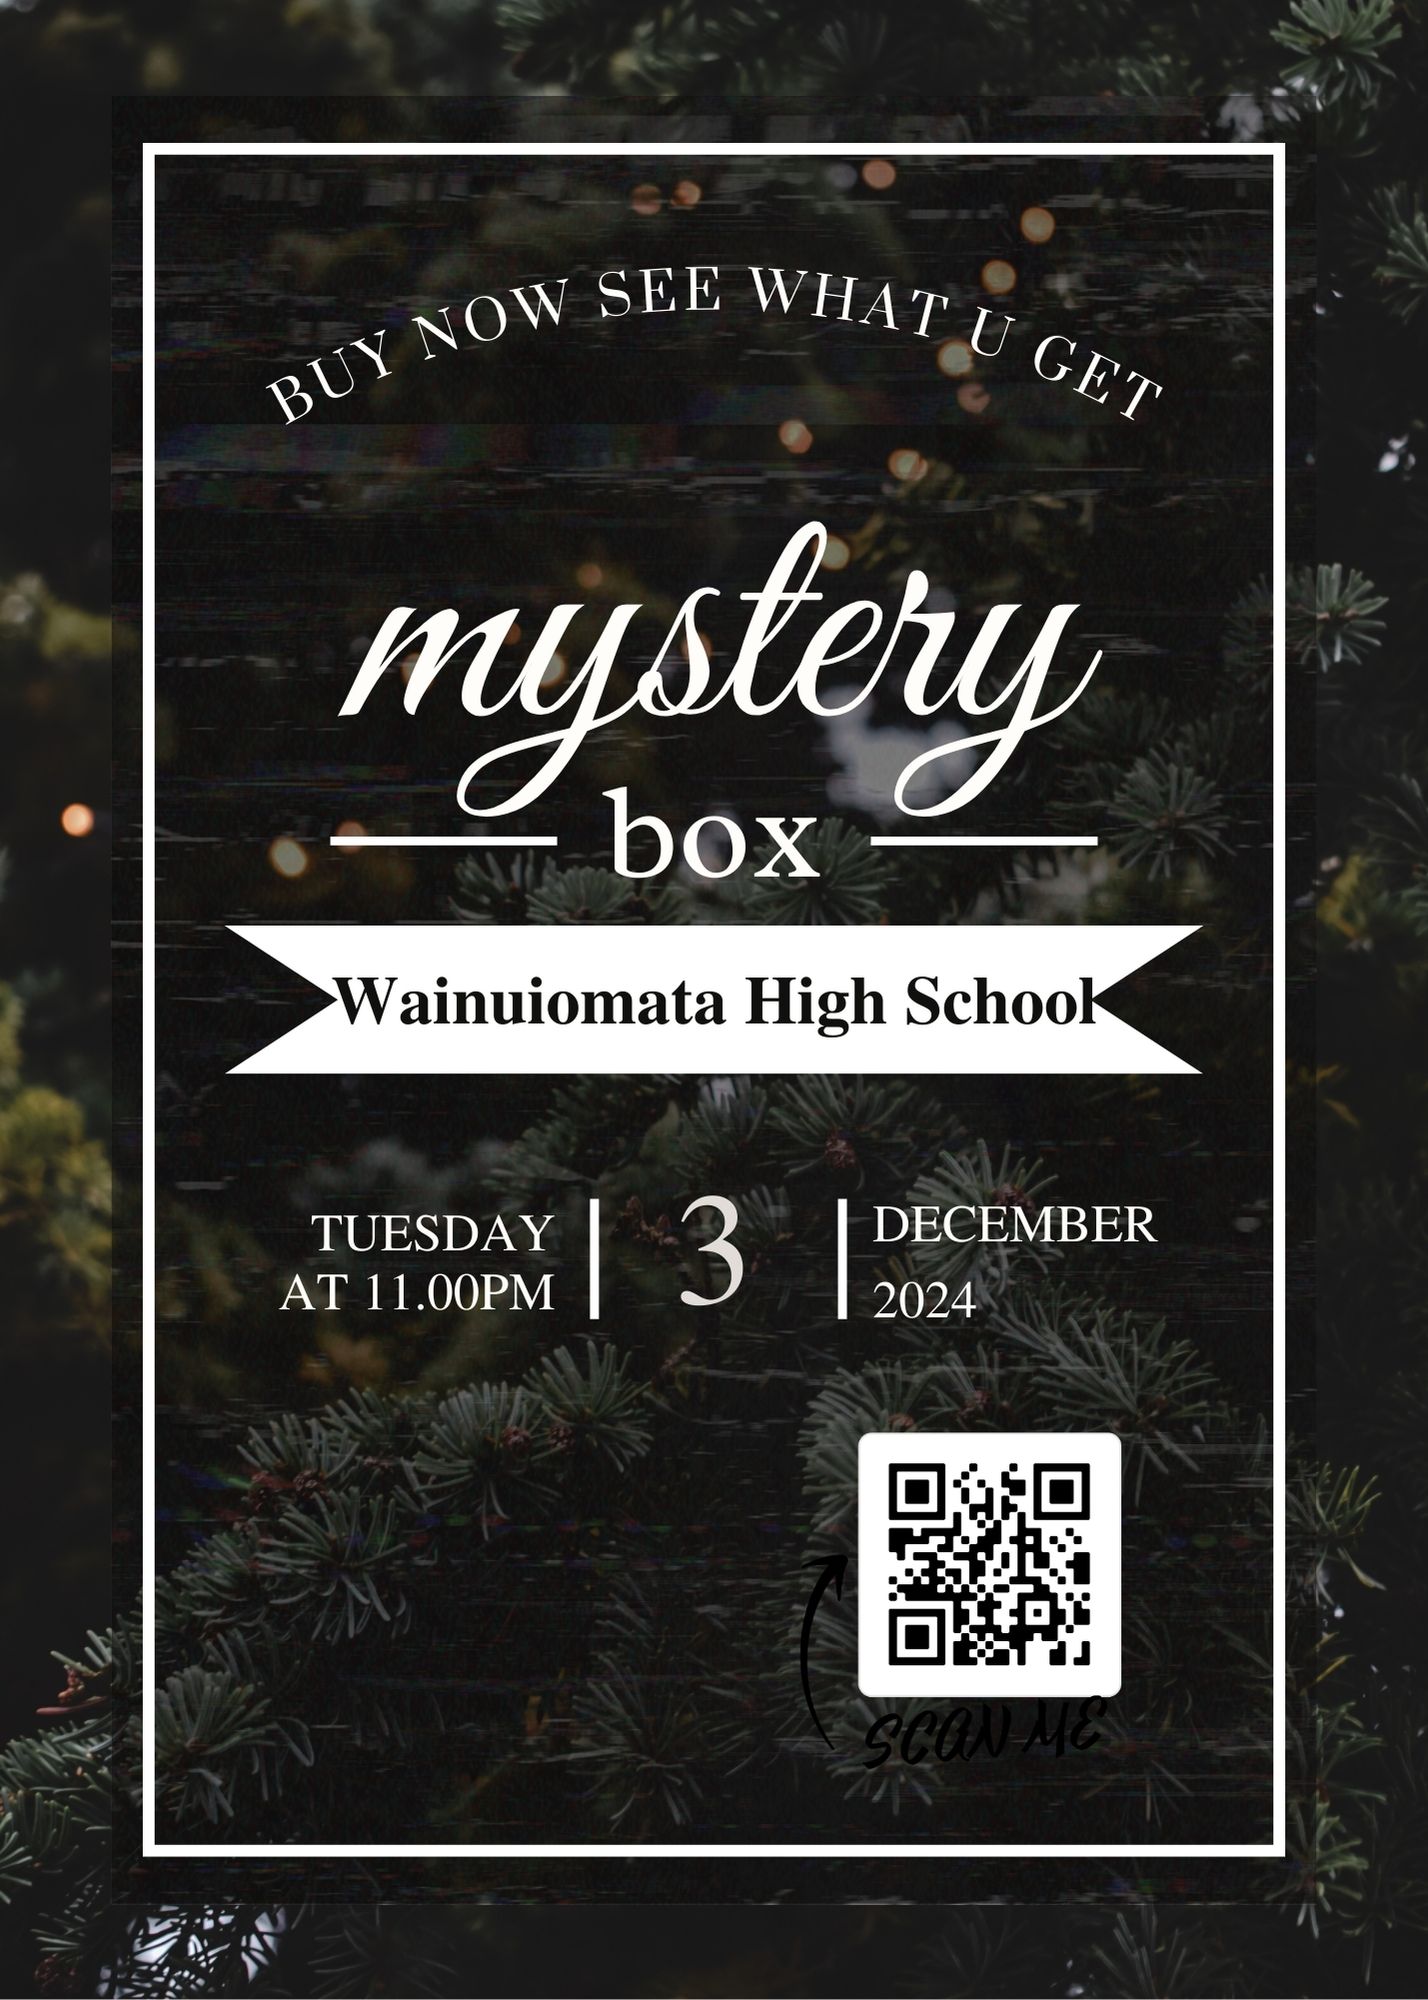 BUY NOW SEE WHAT U GET
mystery
box
Wainuiomata High School
TUESDAY
AT 11.00PM
3
DECEMBER
2024
SCAN ME